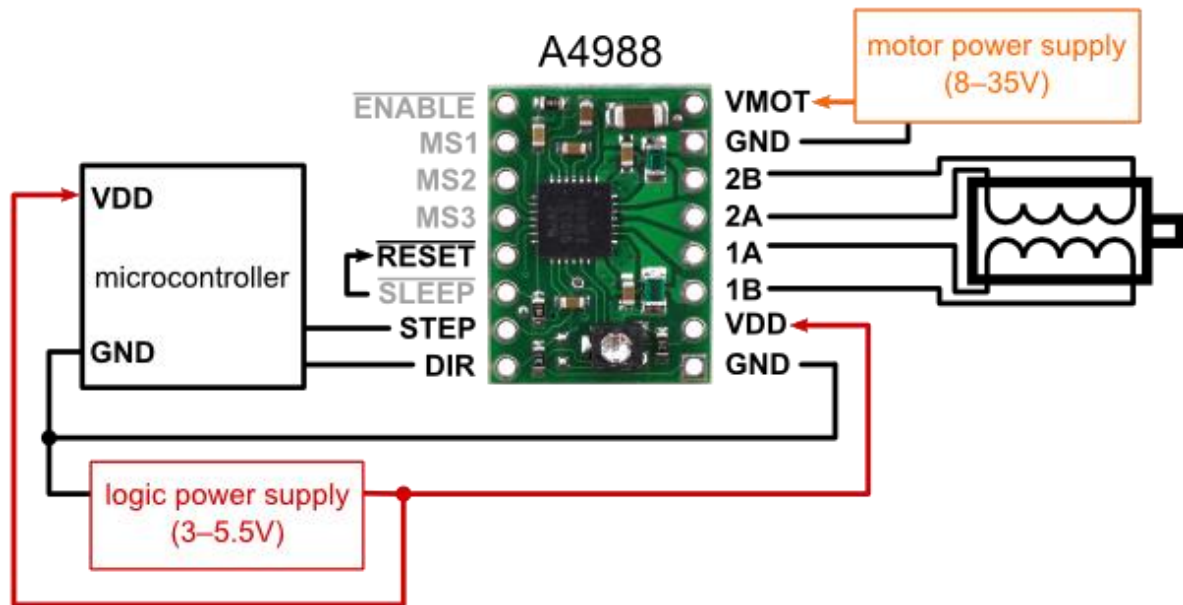 A4988
motor power supply
(8–35V)
ENABLE
MS1
MS2
MS3
RESET
SLEEP
STEP
DIR
VMOT
GND
2B
2A
1A
1B
VDD
GND
VDD
microcontroller
GND
logic power supply
(3–5.5V)